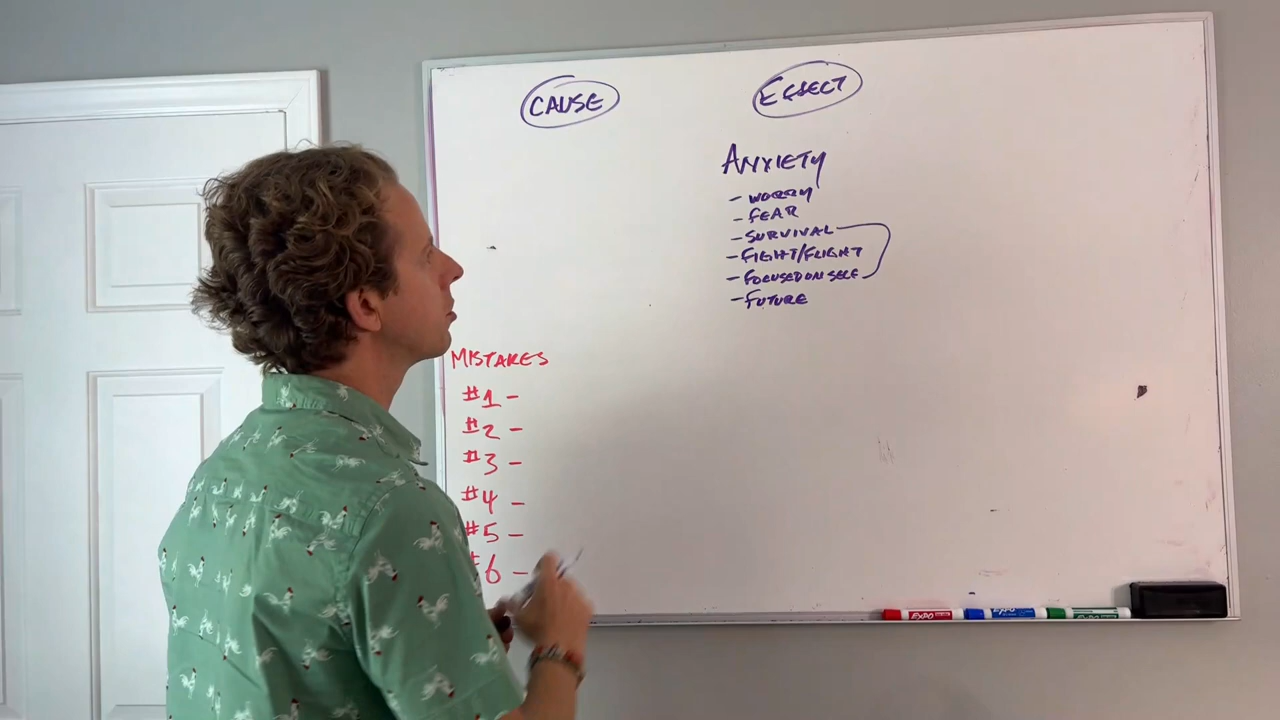 CAUSE
EFFECT
ANXIETY
- WORRY
- FEAR
- SURVIVAL
- FIGHT/FLIGHT
- FOCUSED ON SELF
- FUTURE
MISTAKES
#1 -
#2 -
#3 -
#4 -
#5 -
#6 -
EXPO
EXPO
EXPO